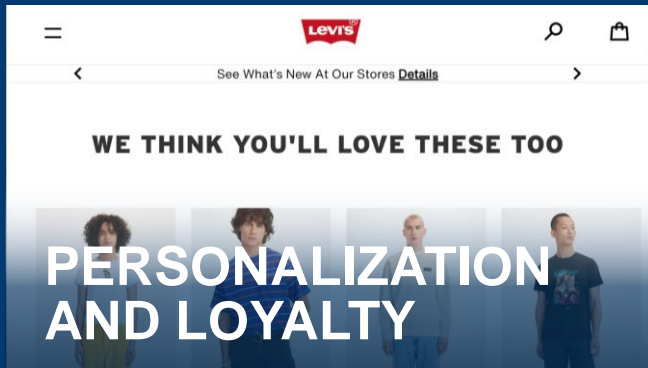 Levi's®
See What's New At Our Stores Details
WE THINK YOU'LL LOVE THESE TOO
PERSONALIZATION
AND LOYALTY